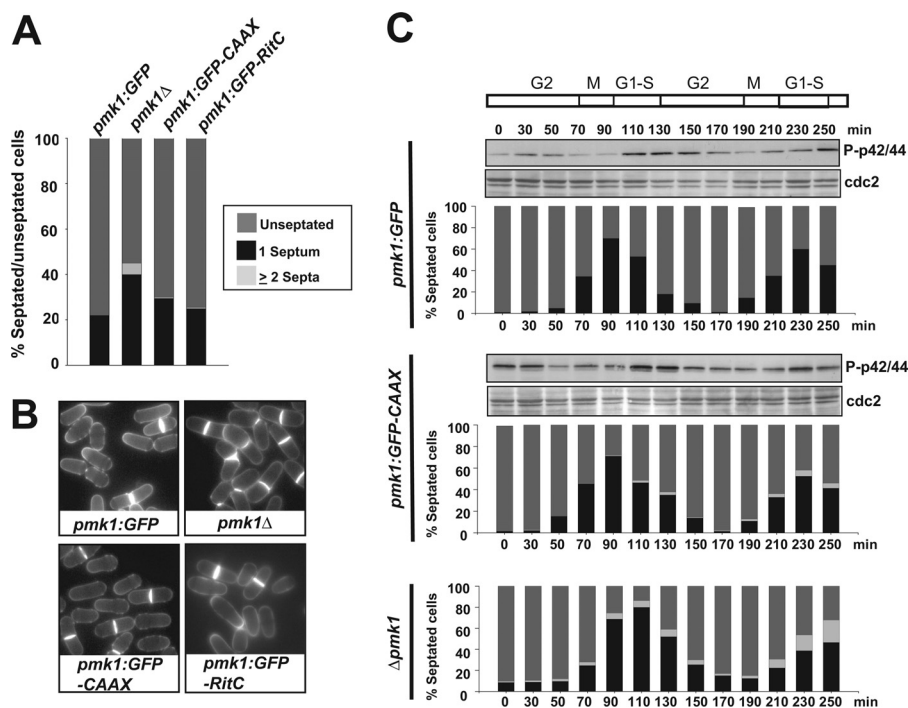 A
pmk1:GFP
pmk1Δ
pmk1:GFP-CAAX
pmk1:GFP-RitC
% Septated/unseptated cells
100
80
60
40
20
0
Unseptated
1 Septum
≥ 2 Septa
B
pmk1:GFP
pmk1Δ
pmk1:GFP
-CAAX
pmk1:GFP
-RitC
C
G2 M G1-S G2 M G1-S
0 30 50 70 90 110 130 150 170 190 210 230 250 min
P-p42/44
cdc2
pmk1:GFP
% Septated cells
100
80
60
40
20
0
0 30 50 70 90 110 130 150 170 190 210 230 250 min
P-p42/44
cdc2
pmk1:GFP-CAAX
% Septated cells
100
80
60
40
20
0
0 30 50 70 90 110 130 150 170 190 210 230 250 min
Δpmk1
% Septated cells
100
80
60
40
20
0
0 30 50 70 90 110 130 150 170 190 210 230 250 min